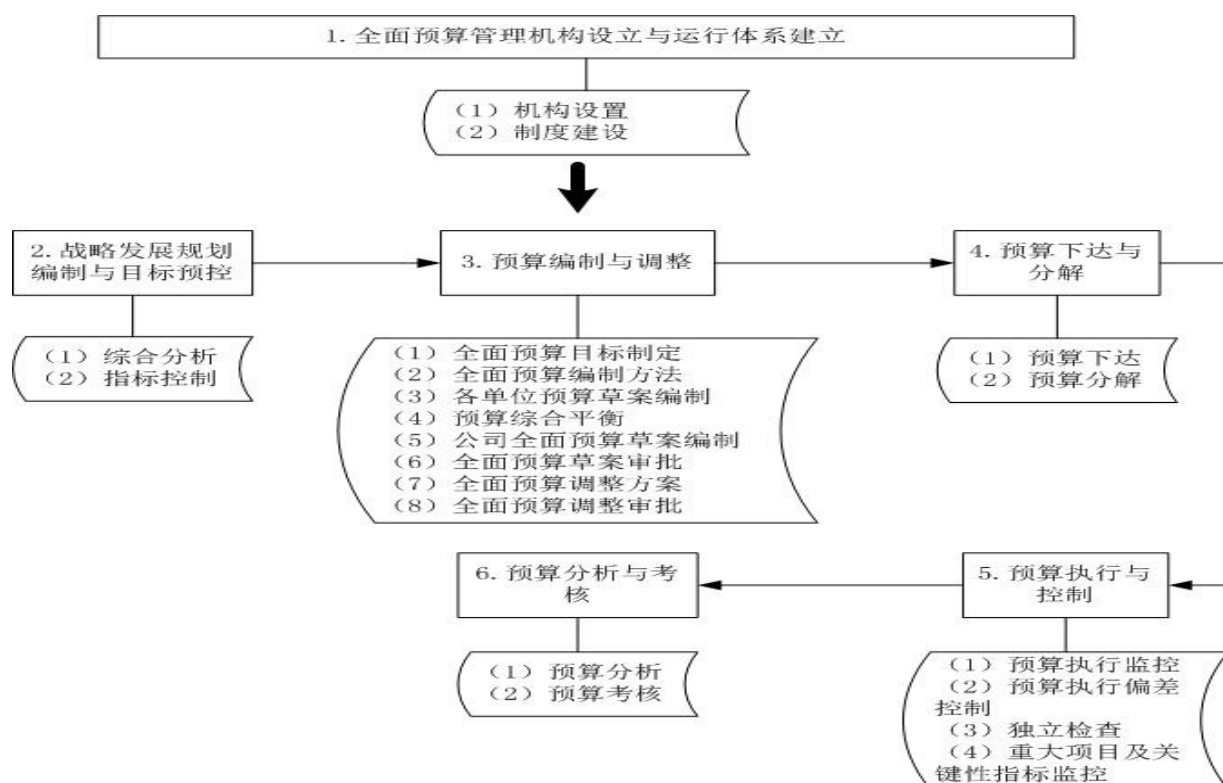 1. 全面预算管理机构设立与运行体系建立
（1）机构设置
（2）制度建设
2. 战略发展规划
编制与目标预控
（1）综合分析
（2）指标控制
3. 预算编制与调整
（1）全面预算目标制定
（2）全面预算编制方法
（3）各单位预算草案编制
（4）预算综合平衡
（5）公司全面预算草案编制
（6）全面预算草案审批
（7）全面预算调整方案
（8）全面预算调整审批
4. 预算下达与
分解
（1）预算下达
（2）预算分解
5. 预算执行与
控制
（1）预算执行监控
（2）预算执行偏差
控制
（3）独立检查
（4）重大项目及关
键性指标监控
6. 预算分析与考
核
（1）预算分析
（2）预算考核